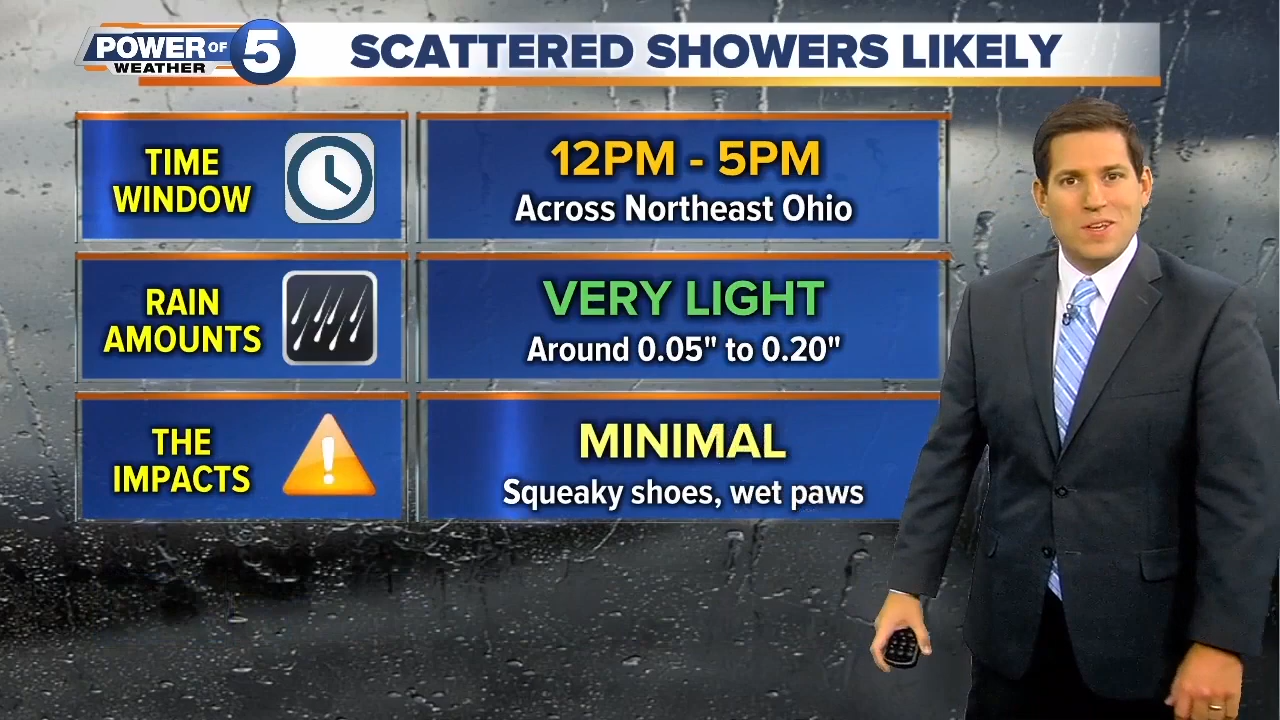 POWER OF 5
WEATHER
SCATTERED SHOWERS LIKELY
TIME
WINDOW
12PM - 5PM
Across Northeast Ohio
RAIN
AMOUNTS
VERY LIGHT
Around 0.05" to 0.20"
THE
IMPACTS
!
MINIMAL
Squeaky shoes, wet paws